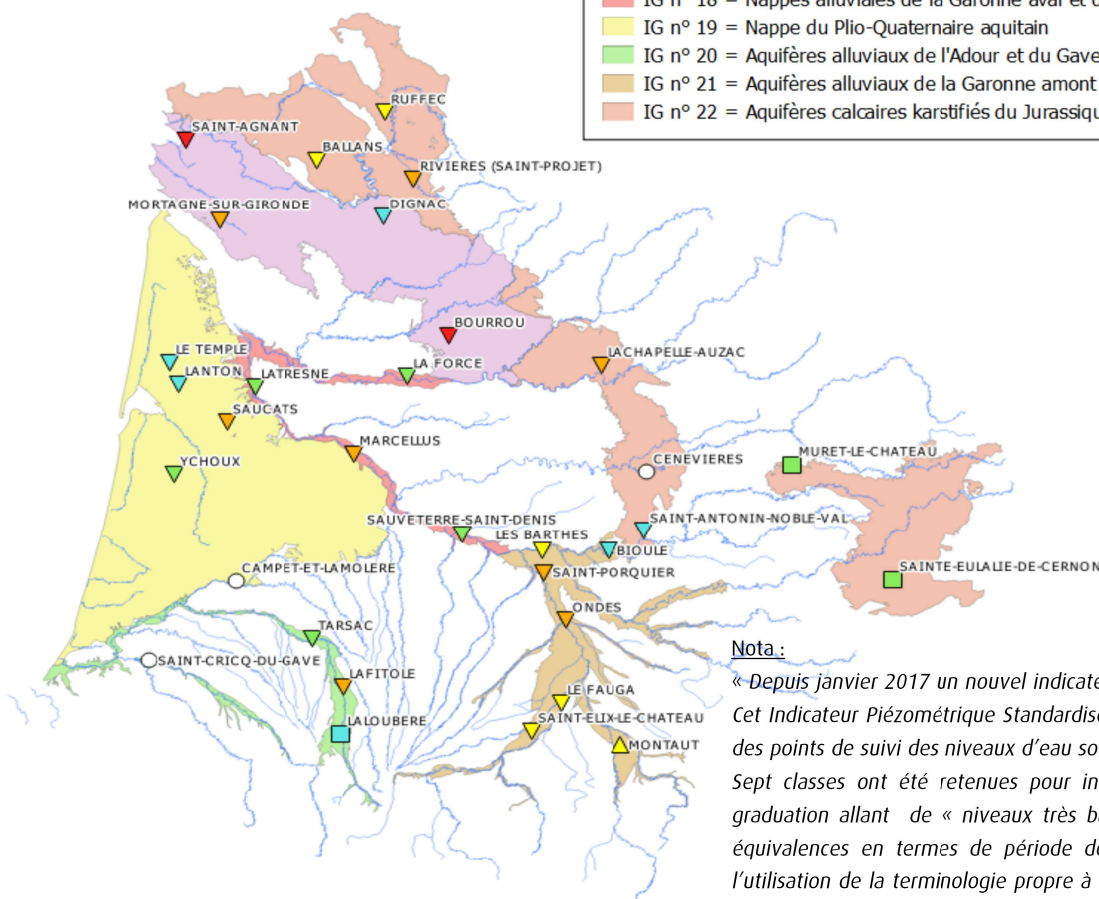 IG n° 18 = Nappes alluviales de la Garonne aval et d
IG n° 19 = Nappe du Plio-Quaternaire aquitain
IG n° 20 = Aquifères alluviaux de l'Adour et du Gave
IG n° 21 = Aquifères alluviaux de la Garonne amont
IG n° 22 = Aquifères calcaires karstifiés du Jurassiqu
RUFFEC
SAINT-AGNANT
BALLANS
RIVIERES (SAINT-PROJET)
MORTAGNE-SUR-GIRONDE
DIGNAC
BOURROU
LE TEMPLE
LACHAPELLE-AUZAC
LA FORCE
LANTON
LATRESNE
SAUCATS
MARCELLUS
YCHOUX
CENEVIERES
MURET-LE-CHATEAU
SAUVETERRE-SAINT-DENIS
SAINT-ANTONIN-NOBLE-VAL
LES BARTHES
BIOULE
CAMPET-ET-LAMOLERE
SAINT-PORQUIER
SAINTE-EULALIE-DE-CERNON
ONDES
TARSAC
SAINT-CRICQ-DU-GAVE
LAFITOLE
LE FAUGA
LALOUBERE
SAINT-ELIX-LE-CHATEAU
MONTAUT
Nota :
« Depuis janvier 2017 un nouvel indicate
Cet Indicateur Piézométrique Standardisé
des points de suivi des niveaux d'eau so
Sept classes ont été retenues pour in
graduation allant de « niveaux très b
équivalences en termes de période de
l'utilisation de la terminologie propre à